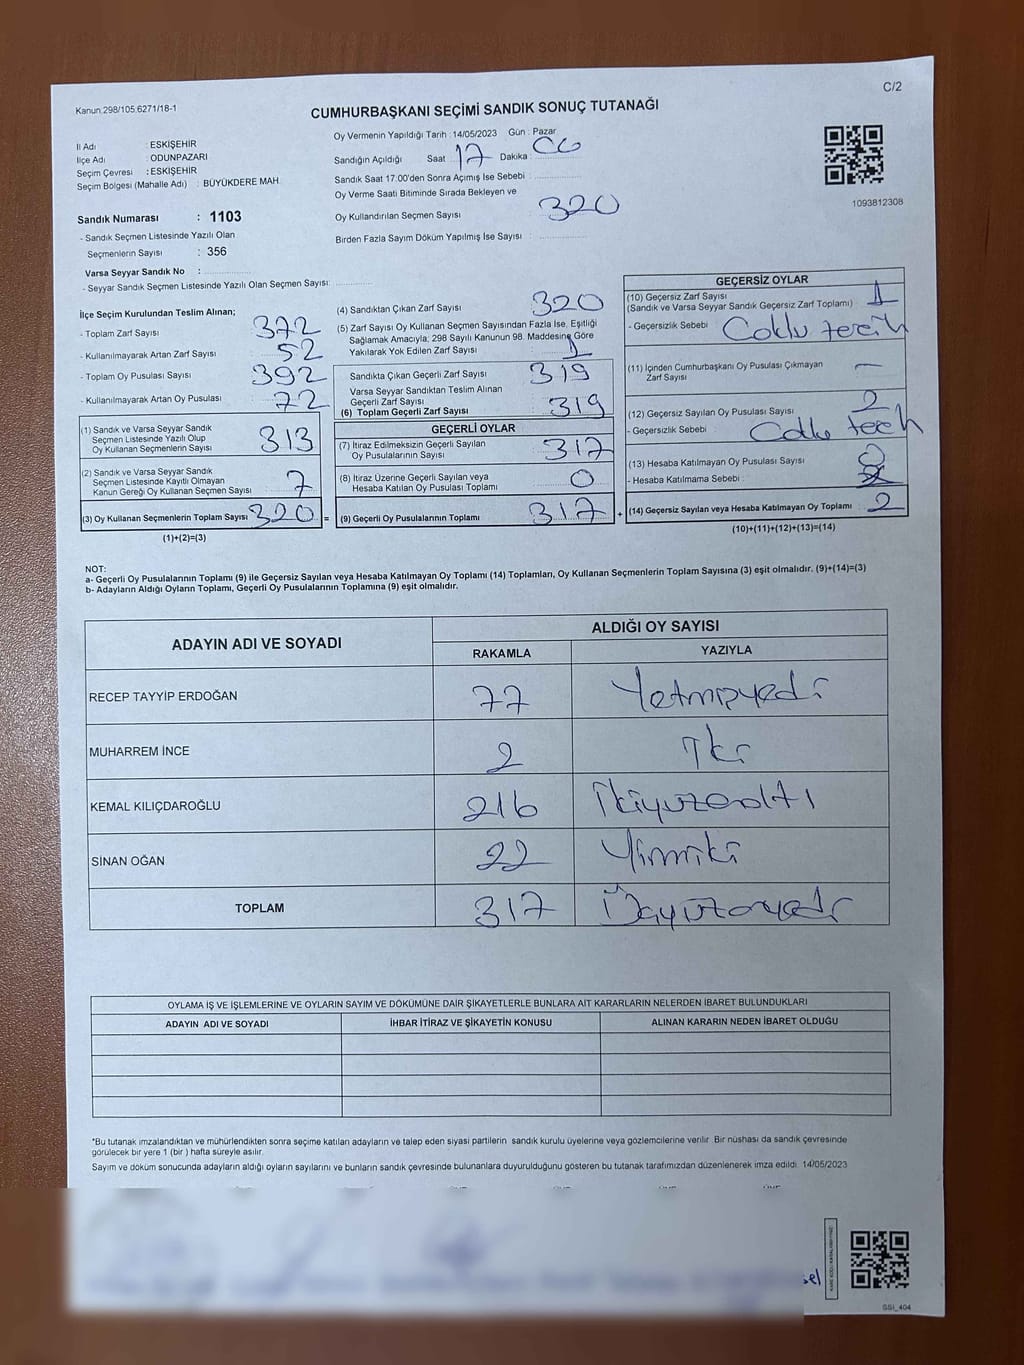 C/2
Kanun:298/105.6271/18-1
CUMHURBAŞKANI SEÇİMİ SANDIK SONUÇ TUTANAĞI
İl Adı : ESKİŞEHİR
İlçe Adı : ODUNPAZARI
Seçim Çevresi : ESKİŞEHİR
Seçim Bölgesi (Mahalle Adı) : BÜYÜKDERE MAH.
Sandık Numarası : 1103
- Sandık Seçmen Listesinde Yazılı Olan
Seçmenlerin Sayısı : 356
Varsa Seyyar Sandık No :
- Seyyar Sandık Seçmen Listesinde Yazılı Olan Seçmen Sayısı:
Oy Vermenin Yapıldığı Tarih : 14/05/2023 Gün : Pazar
Sandığın Açıldığı Saat 17 Dakika : 00
Sandık Saat 17:00'den Sonra Açımış İse Sebebi :
Oy Verme Saati Bitiminde Sırada Bekleyen ve
Oy Kullandırılan Seçmen Sayısı : 320
Birden Fazla Sayım Döküm Yapılmış İse Sayısı :
1093812308
İlçe Seçim Kurulundan Teslim Alınan;
- Toplam Zarf Sayısı : 372
- Kullanılmayarak Artan Zarf Sayısı : 52
- Toplam Oy Pusulası Sayısı : 392
- Kullanılmayarak Artan Oy Pusulası : 72
(1) Sandık ve Varsa Seyyar Sandık
Seçmen Listesinde Yazılı Olup
Oy Kullanan Seçmenlerin Sayısı : 313
(2) Sandık ve Varsa Seyyar Sandık
Seçmen Listesinde Kayıtlı Olmayan
Kanun Gereği Oy Kullanan Seçmen Sayısı : 7
(3) Oy Kullanan Seçmenlerin Toplam Sayısı : 320 =
(1)+(2)=(3)
(4) Sandıktan Çıkan Zarf Sayısı : 320
(5) Zarf Sayısı Oy Kullanan Seçmen Sayısından Fazla İse, Eşitliği
Sağlamak Amacıyla; 298 Sayılı Kanunun 98. Maddesine Göre
Yakılarak Yok Edilen Zarf Sayısı : 1
Sandıkta Çıkan Geçerli Zarf Sayısı : 319
Varsa Seyyar Sandıktan Teslim Alınan
Geçerli Zarf Sayısı :
(6) Toplam Geçerli Zarf Sayısı : 319
GEÇERLİ OYLAR
(7) İtiraz Edilmeksizin Geçerli Sayılan
Oy Pusulalarının Sayısı : 317
(8) İtiraz Üzerine Geçerli Sayılan veya
Hesaba Katılan Oy Pusulası Toplamı : 0
(9) Geçerli Oy Pusulalarının Toplamı : 317 +
GEÇERSİZ OYLAR
(10) Geçersiz Zarf Sayısı
(Sandık ve Varsa Seyyar Sandık Geçersiz Zarf Toplamı) : 1
- Geçersizlik Sebebi : Coklu tercih
(11) İçinden Cumhurbaşkanı Oy Pusulası Çıkmayan
Zarf Sayısı : —
(12) Geçersiz Sayılan Oy Pusulası Sayısı : 2
- Geçersizlik Sebebi :
(13) Hesaba Katılmayan Oy Pusulası Sayısı : 0
- Hesaba Katılmama Sebebi :
(14) Geçersiz Sayılan veya Hesaba Katılmayan Oy Toplamı : 2
(10)+(11)+(12)+(13)=(14)
NOT:
a- Geçerli Oy Pusulalarının Toplamı (9) ile Geçersiz Sayılan veya Hesaba Katılmayan Oy Toplamı (14) Toplamları, Oy Kullanan Seçmenlerin Toplam Sayısına (3) eşit olmalıdır. (9)+(14)=(3)
b- Adayların Aldığı Oyların Toplamı, Geçerli Oy Pusulalarının Toplamına (9) eşit olmalıdır.
ADAYIN ADI VE SOYADI
ALDIĞI OY SAYISI
RAKAMLA YAZIYLA
RECEP TAYYİP ERDOĞAN 77 Yetmişyedi
MUHARREM İNCE 2 İki
KEMAL KILIÇDAROĞLU 216 İkiyüzaltı
SİNAN OĞAN 22 Yirmiki
TOPLAM 317 Üçyüzonyedi
OYLAMA İŞ VE İŞLEMLERİNE VE OYLARIN SAYIM VE DÖKÜMÜNE DAİR ŞİKAYETLERLE BUNLARA AİT KARARLARIN NELERDEN İBARET BULUNDUKLARI
ADAYIN ADI VE SOYADI İHBAR İTİRAZ VE ŞİKAYETİN KONUSU ALINAN KARARIN NEDEN İBARET OLDUĞU
*Bu tutanak imzalandıktan ve mühürlendikten sonra seçime katılan adayların ve talep eden siyasi partilerin sandık kurulu üyelerine veya gözlemcilerine verilir. Bir nüshası da sandık çevresinde
görülecek bir yere 1 (bir ) hafta süreyle asılır.
Sayım ve döküm sonucunda adayların aldığı oyların sayılarını ve bunların sandık çevresinde bulunanlara duyurulduğunu gösteren bu tutanak tarafımızdan düzenlenerek imza edildi. 14/05/2023
SSI_404